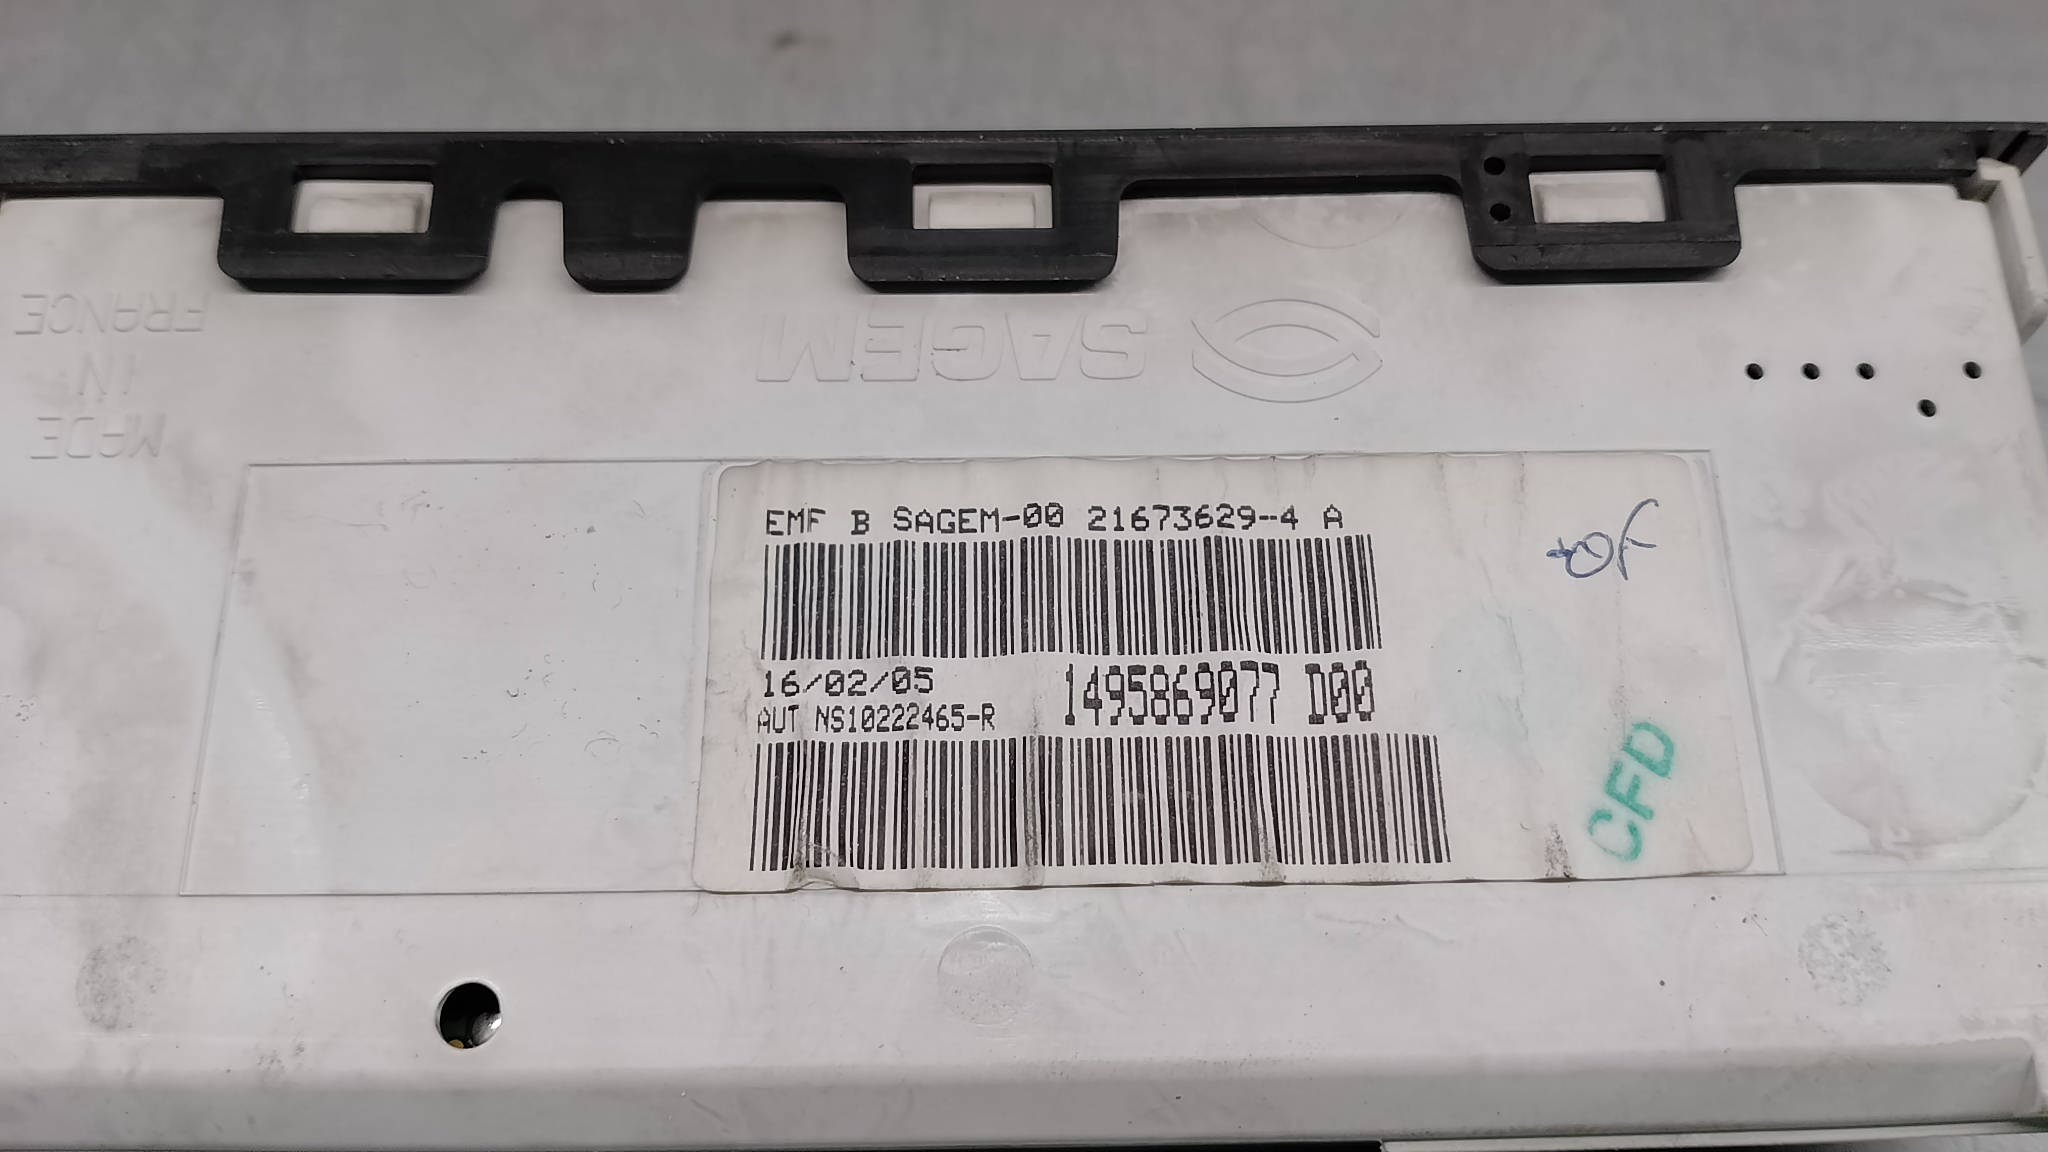 MADE
IN
FRANCE
SAGEM
EMF B SAGEM-00 21673629-4 A
16/02/05
AUT NS10222465-R
1495869077 D00
CFD